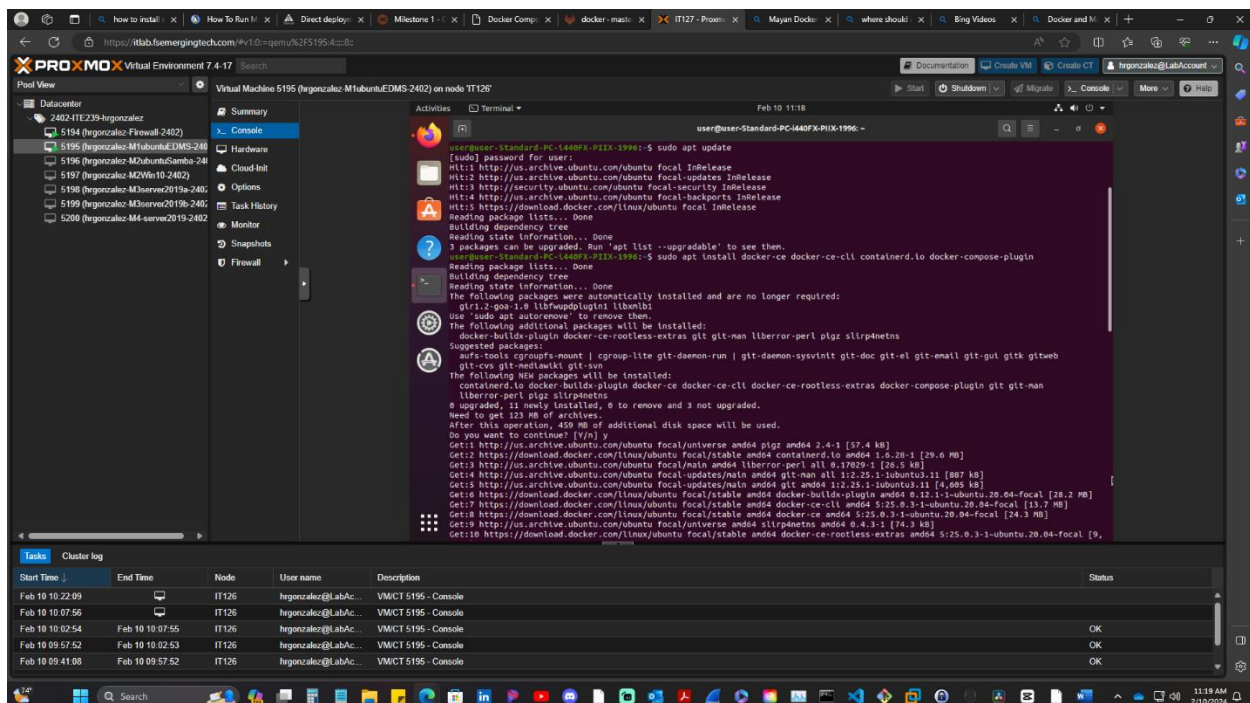 how to install
How To Run M
Direct deploym
Milestone 1 - C
Docker Comp
docker - maste
IT127 - Proxmo
Mayan Docke
where should
Bing Videos
Docker and M
https://itlab.fsemergingtech.com/#v1:0:=qemu%2F5195:4:::::8::
PROXMOX Virtual Environment 7.4-17 Search
Documentation Create VM Create CT hrgonzalez@LabAccount
Pool View
Virtual Machine 5195 (hrgonzalez-M1ubuntuEDMS-2402) on node 'IT126'
Start Shutdown Migrate Console More Help
Datacenter
2402-ITE239-hrgonzalez
5194 (hrgonzalez-Firewall-2402)
5195 (hrgonzalez-M1ubuntuEDMS-240
5196 (hrgonzalez-M2ubuntuSamba-240
5197 (hrgonzalez-M2Win10-2402)
5198 (hrgonzalez-M3server2019a-2402
5199 (hrgonzalez-M3server2019b-2402
5200 (hrgonzalez-M4-server2019-2402
Summary
Console
Hardware
Cloud-Init
Options
Task History
Monitor
Snapshots
Firewall
Activities Terminal Feb 10 11:18
user@user-Standard-PC-i440FX-PIIX-1996: ~
user@user-Standard-PC-i440FX-PIIX-1996:~$ sudo apt update
[sudo] password for user:
Hit:1 http://us.archive.ubuntu.com/ubuntu focal InRelease
Hit:2 http://us.archive.ubuntu.com/ubuntu focal-updates InRelease
Hit:3 http://security.ubuntu.com/ubuntu focal-security InRelease
Hit:4 http://us.archive.ubuntu.com/ubuntu focal-backports InRelease
Hit:5 https://download.docker.com/linux/ubuntu focal InRelease
Reading package lists... Done
Building dependency tree
Reading state information... Done
3 packages can be upgraded. Run 'apt list --upgradable' to see them.
user@user-Standard-PC-i440FX-PIIX-1996:~$ sudo apt install docker-ce docker-ce-cli containerd.io docker-compose-plugin
Reading package lists... Done
Building dependency tree
Reading state information... Done
The following packages were automatically installed and are no longer required:
gir1.2-goa-1.0 libfwupdplugin1 libxmlb1
Use 'sudo apt autoremove' to remove them.
The following additional packages will be installed:
docker-buildx-plugin docker-ce-rootless-extras git git-man liberror-perl pigz slirp4netns
Suggested packages:
aufs-tools cgroupfs-mount | cgroup-lite git-daemon-run | git-daemon-sysvinit git-doc git-el git-email git-gui gitk gitweb
git-cvs git-mediawiki git-svn
The following NEW packages will be installed:
containerd.io docker-buildx-plugin docker-ce docker-ce-cli docker-ce-rootless-extras docker-compose-plugin git git-man
liberror-perl pigz slirp4netns
0 upgraded, 11 newly installed, 0 to remove and 3 not upgraded.
Need to get 123 MB of archives.
After this operation, 459 MB of additional disk space will be used.
Do you want to continue? [Y/n] y
Get:1 http://us.archive.ubuntu.com/ubuntu focal/universe amd64 pigz amd64 2.4-1 [57.4 kB]
Get:2 https://download.docker.com/linux/ubuntu focal/stable amd64 containerd.io amd64 1.6.28-1 [29.6 MB]
Get:3 http://us.archive.ubuntu.com/ubuntu focal/main amd64 liberror-perl all 0.17029-1 [26.5 kB]
Get:4 http://us.archive.ubuntu.com/ubuntu focal-updates/main amd64 git-man all 1:2.25.1-1ubuntu3.11 [887 kB]
Get:5 http://us.archive.ubuntu.com/ubuntu focal-updates/main amd64 git amd64 1:2.25.1-1ubuntu3.11 [4,605 kB]
Get:6 https://download.docker.com/linux/ubuntu focal/stable amd64 docker-buildx-plugin amd64 0.12.1-1~ubuntu.20.04~focal [28.2 MB]
Get:7 https://download.docker.com/linux/ubuntu focal/stable amd64 docker-ce-cli amd64 5:25.0.3-1~ubuntu.20.04~focal [13.7 MB]
Get:8 https://download.docker.com/linux/ubuntu focal/stable amd64 docker-ce amd64 5:25.0.3-1~ubuntu.20.04~focal [24.3 MB]
Get:9 http://us.archive.ubuntu.com/ubuntu focal/universe amd64 slirp4netns amd64 0.4.3-1 [74.3 kB]
Get:10 https://download.docker.com/linux/ubuntu focal/stable amd64 docker-ce-rootless-extras amd64 5:25.0.3-1~ubuntu.20.04~focal [9,
Tasks Cluster log
Start Time End Time Node User name Description Status
Feb 10 10:22:09 IT126 hrgonzalez@LabAc... VM/CT 5195 - Console
Feb 10 10:07:56 IT126 hrgonzalez@LabAc... VM/CT 5195 - Console
Feb 10 10:02:54 Feb 10 10:07:55 IT126 hrgonzalez@LabAc... VM/CT 5195 - Console OK
Feb 10 09:57:52 Feb 10 10:02:53 IT126 hrgonzalez@LabAc... VM/CT 5195 - Console OK
Feb 10 09:41:08 Feb 10 09:57:52 IT126 hrgonzalez@LabAc... VM/CT 5195 - Console OK
74°
Search
11:19 AM
2/10/2024